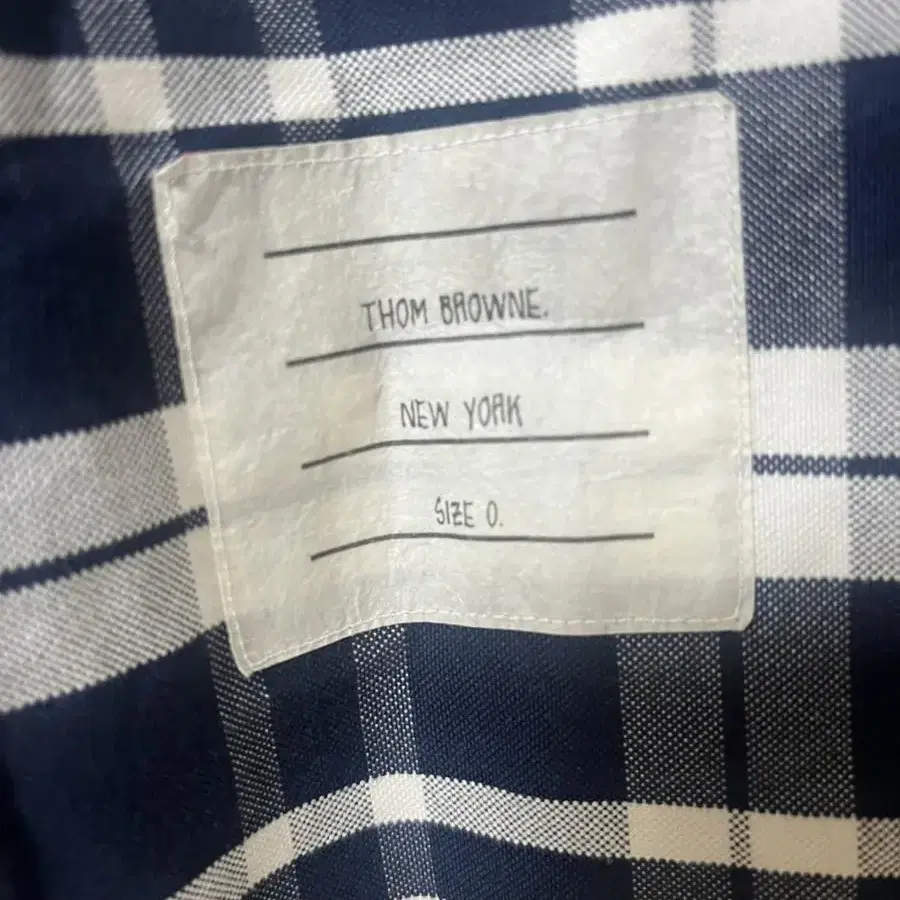 THOM BROWNE.
NEW YORK
SIZE 0.